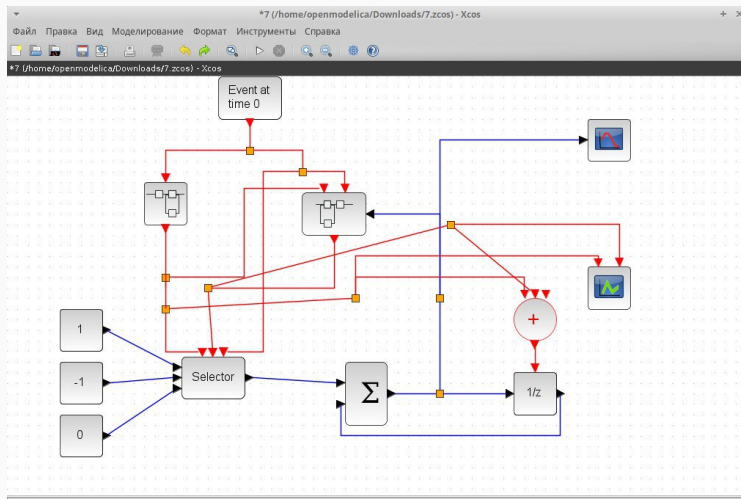 *7 (/home/openmodelica/Downloads/7.zcos) - Xcos
Файл Правка Вид Моделирование Формат Инструменты Справка
*7 (/home/openmodelica/Downloads/7.zcos) - Xcos
Event at
time 0
1
-1
0
Selector
Σ
+
1/z